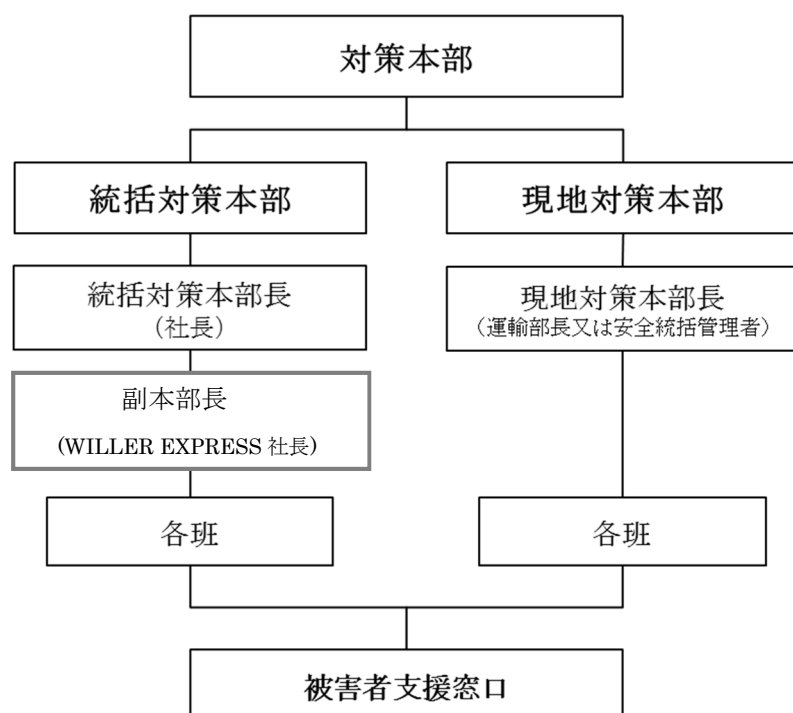 対策本部
統括対策本部
現地対策本部
統括対策本部長
(社長)
現地対策本部長
(運輸部長又は安全統括管理者)
副本部長
(WILLER EXPRESS 社長)
各班
各班
被害者支援窓口